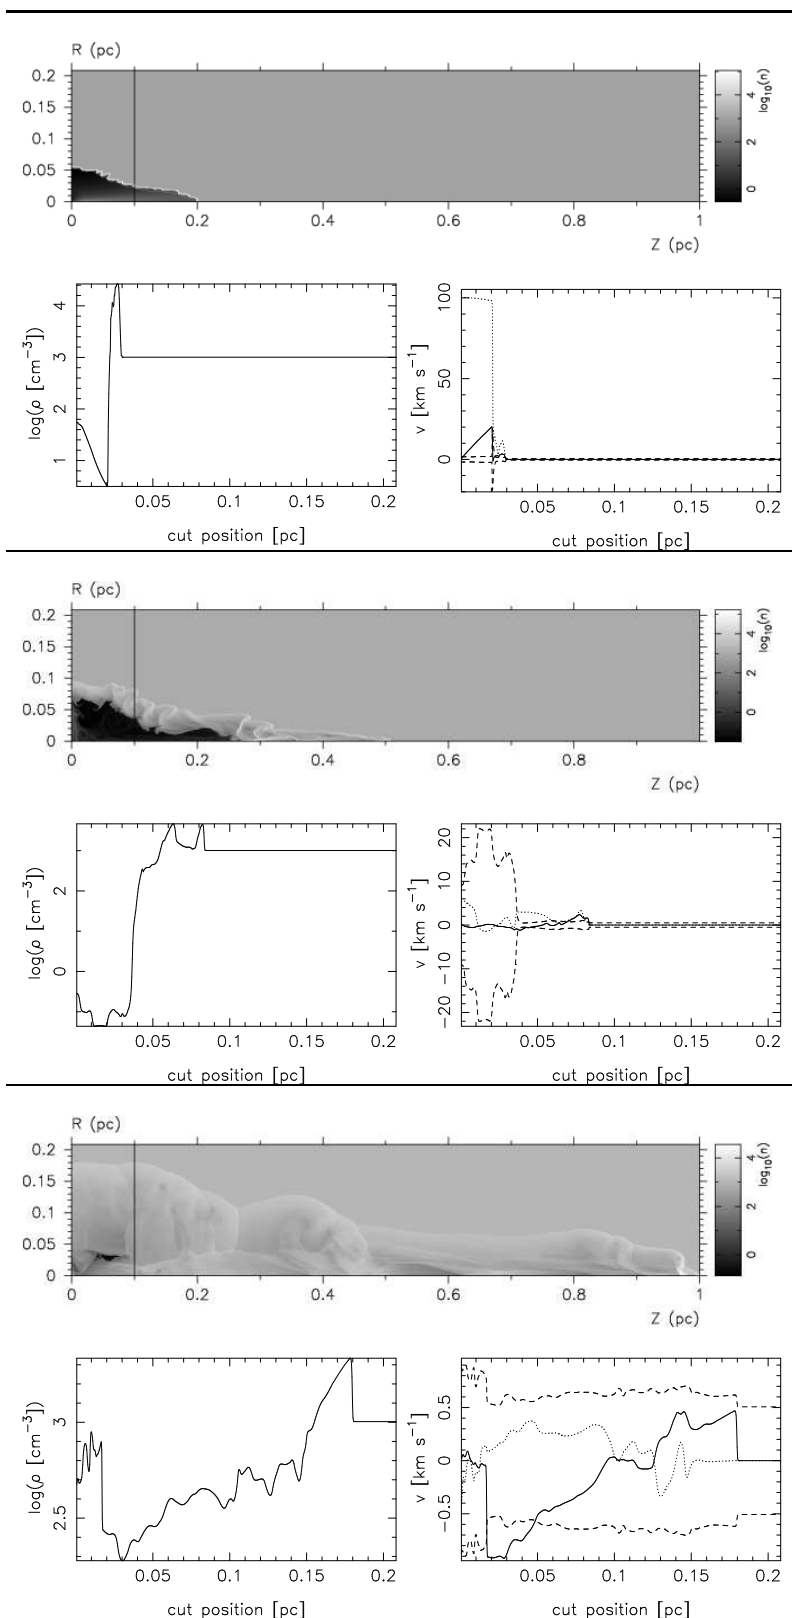 R (pc)
0.2
0.15
0.1
0.05
0
0 0.2 0.4 0.6 0.8 1
Z (pc)
4
2
0
log₁₀(n)
4
3
2
1
log(ρ [cm⁻³])
0.05 0.1 0.15 0.2
cut position [pc]
100
50
0
v [km s⁻¹]
0.05 0.1 0.15 0.2
cut position [pc]
R (pc)
0.2
0.15
0.1
0.05
0
0 0.2 0.4 0.6 0.8
Z (pc)
4
2
0
log₁₀(n)
2
0
log(ρ [cm⁻³])
0.05 0.1 0.15 0.2
cut position [pc]
20
10
0
−10
−20
v [km s⁻¹]
0.05 0.1 0.15 0.2
cut position [pc]
R (pc)
0.2
0.15
0.1
0.05
0
0 0.2 0.4 0.6 0.8 1
Z (pc)
4
2
0
log₁₀(n)
3
2.5
log(ρ [cm⁻³])
0.05 0.1 0.15 0.2
cut position [pc]
0.5
0
−0.5
v [km s⁻¹]
0.05 0.1 0.15 0.2
cut position [pc]